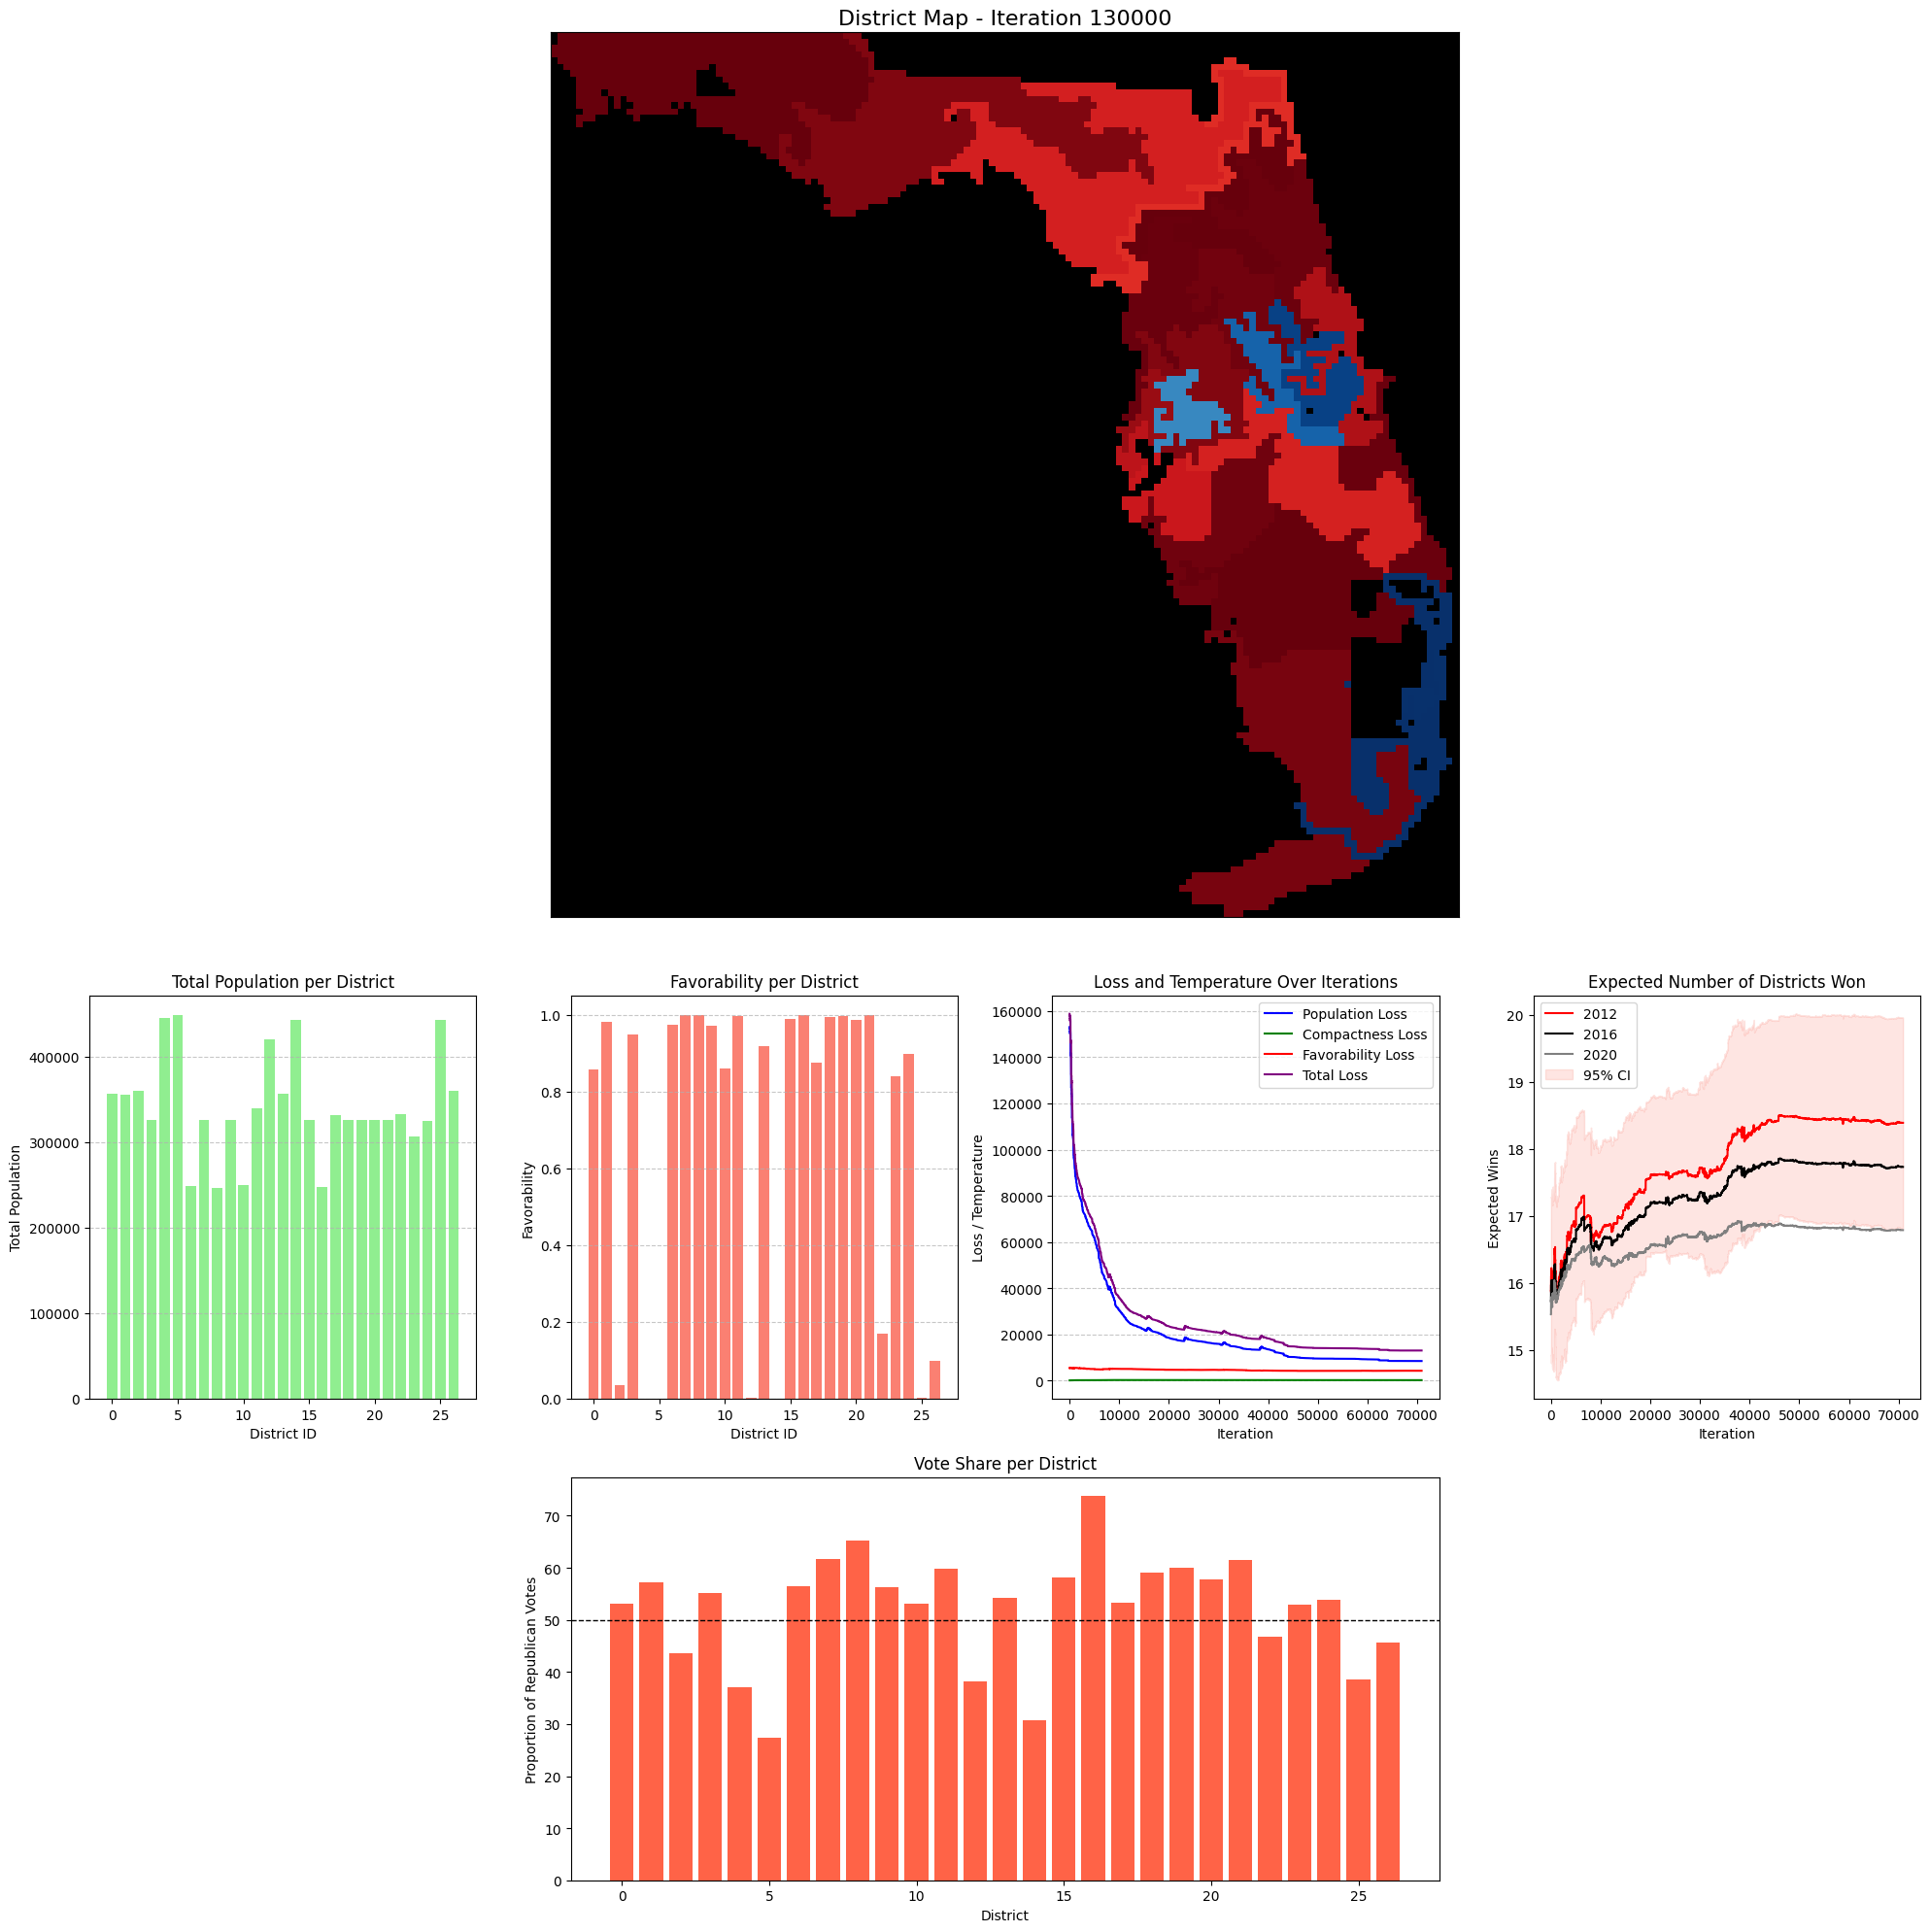 District Map - Iteration 130000
Total Population per District
Total Population
400000
300000
200000
100000
0
0 5 10 15 20 25
District ID
Favorability per District
Favorability
1.0
0.8
0.6
0.4
0.2
0.0
0 5 10 15 20 25
District ID
Loss and Temperature Over Iterations
Loss / Temperature
160000
140000
120000
100000
80000
60000
40000
20000
0
Population Loss
Compactness Loss
Favorability Loss
Total Loss
0 10000 20000 30000 40000 50000 60000 70000
Iteration
Expected Number of Districts Won
Expected Wins
20
19
18
17
16
15
2012
2016
2020
95% CI
0 10000 20000 30000 40000 50000 60000 70000
Iteration
Vote Share per District
Proportion of Republican Votes
70
60
50
40
30
20
10
0
0 5 10 15 20 25
District